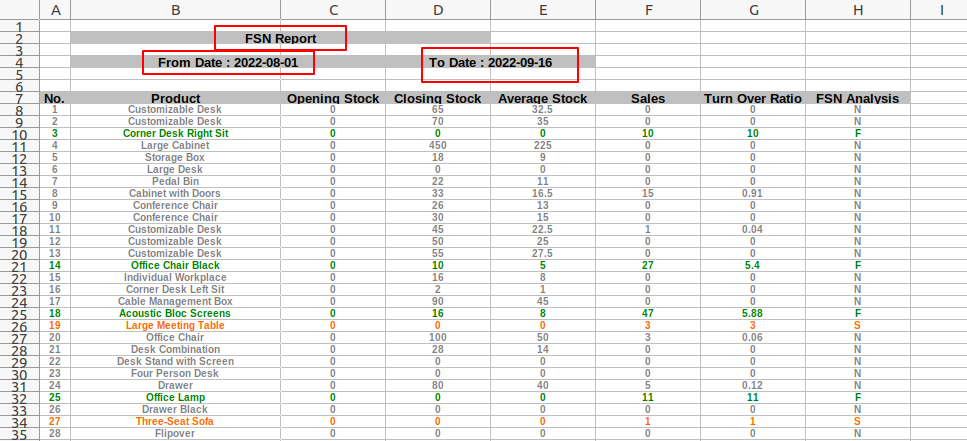 A B C D E F G H I
1
2 FSN Report
3
4 From Date : 2022-08-01 To Date : 2022-09-16
5
6
7 No. Product Opening Stock Closing Stock Average Stock Sales Turn Over Ratio FSN Analysis
8 1 Customizable Desk 0 65 32.5 0 0 N
9 2 Customizable Desk 0 70 35 0 0 N
10 3 Corner Desk Right Sit 0 0 0 10 10 F
11 4 Large Cabinet 0 450 225 0 0 N
12 5 Storage Box 0 18 9 0 0 N
13 6 Large Desk 0 0 0 0 0 N
14 7 Pedal Bin 0 22 11 0 0 N
15 8 Cabinet with Doors 0 33 16.5 15 0.91 N
16 9 Conference Chair 0 26 13 0 0 N
17 10 Conference Chair 0 30 15 0 0 N
18 11 Customizable Desk 0 45 22.5 1 0.04 N
19 12 Customizable Desk 0 50 25 0 0 N
20 13 Customizable Desk 0 55 27.5 0 0 N
21 14 Office Chair Black 0 10 5 27 5.4 F
22 15 Individual Workplace 0 16 8 0 0 N
23 16 Corner Desk Left Sit 0 2 1 0 0 N
24 17 Cable Management Box 0 90 45 0 0 N
25 18 Acoustic Bloc Screens 0 16 8 47 5.88 F
26 19 Large Meeting Table 0 0 0 3 3 S
27 20 Office Chair 0 100 50 3 0.06 N
28 21 Desk Combination 0 28 14 0 0 N
29 22 Desk Stand with Screen 0 0 0 0 0 N
30 23 Four Person Desk 0 0 0 0 0 N
31 24 Drawer 0 80 40 5 0.12 N
32 25 Office Lamp 0 0 0 11 11 F
33 26 Drawer Black 0 0 0 0 0 N
34 27 Three-Seat Sofa 0 0 0 1 1 S
35 28 Flipover 0 0 0 0 0 N